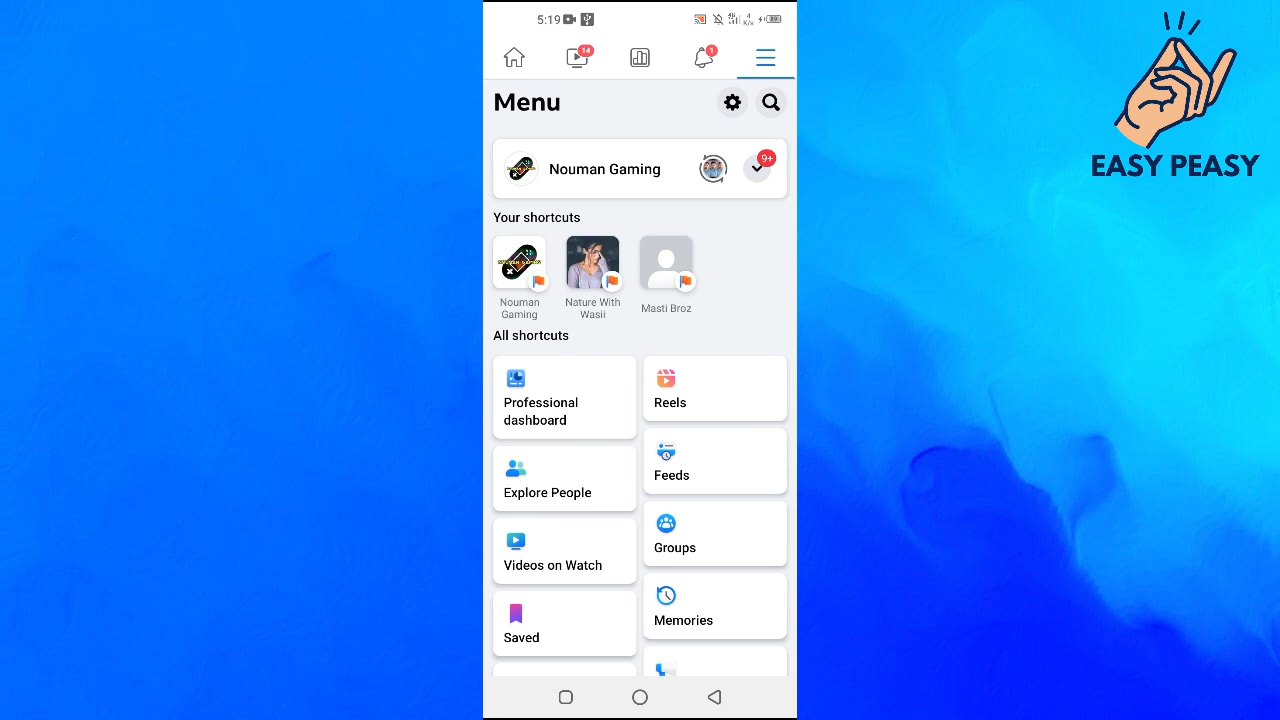 5:19
14
1
Menu
EASY PEASY
Nouman Gaming
9+
Your shortcuts
Nouman
Gaming
Nature With
Wasii
Masti Broz
All shortcuts
Professional
dashboard
Reels
Explore People
Feeds
Videos on Watch
Groups
Saved
Memories